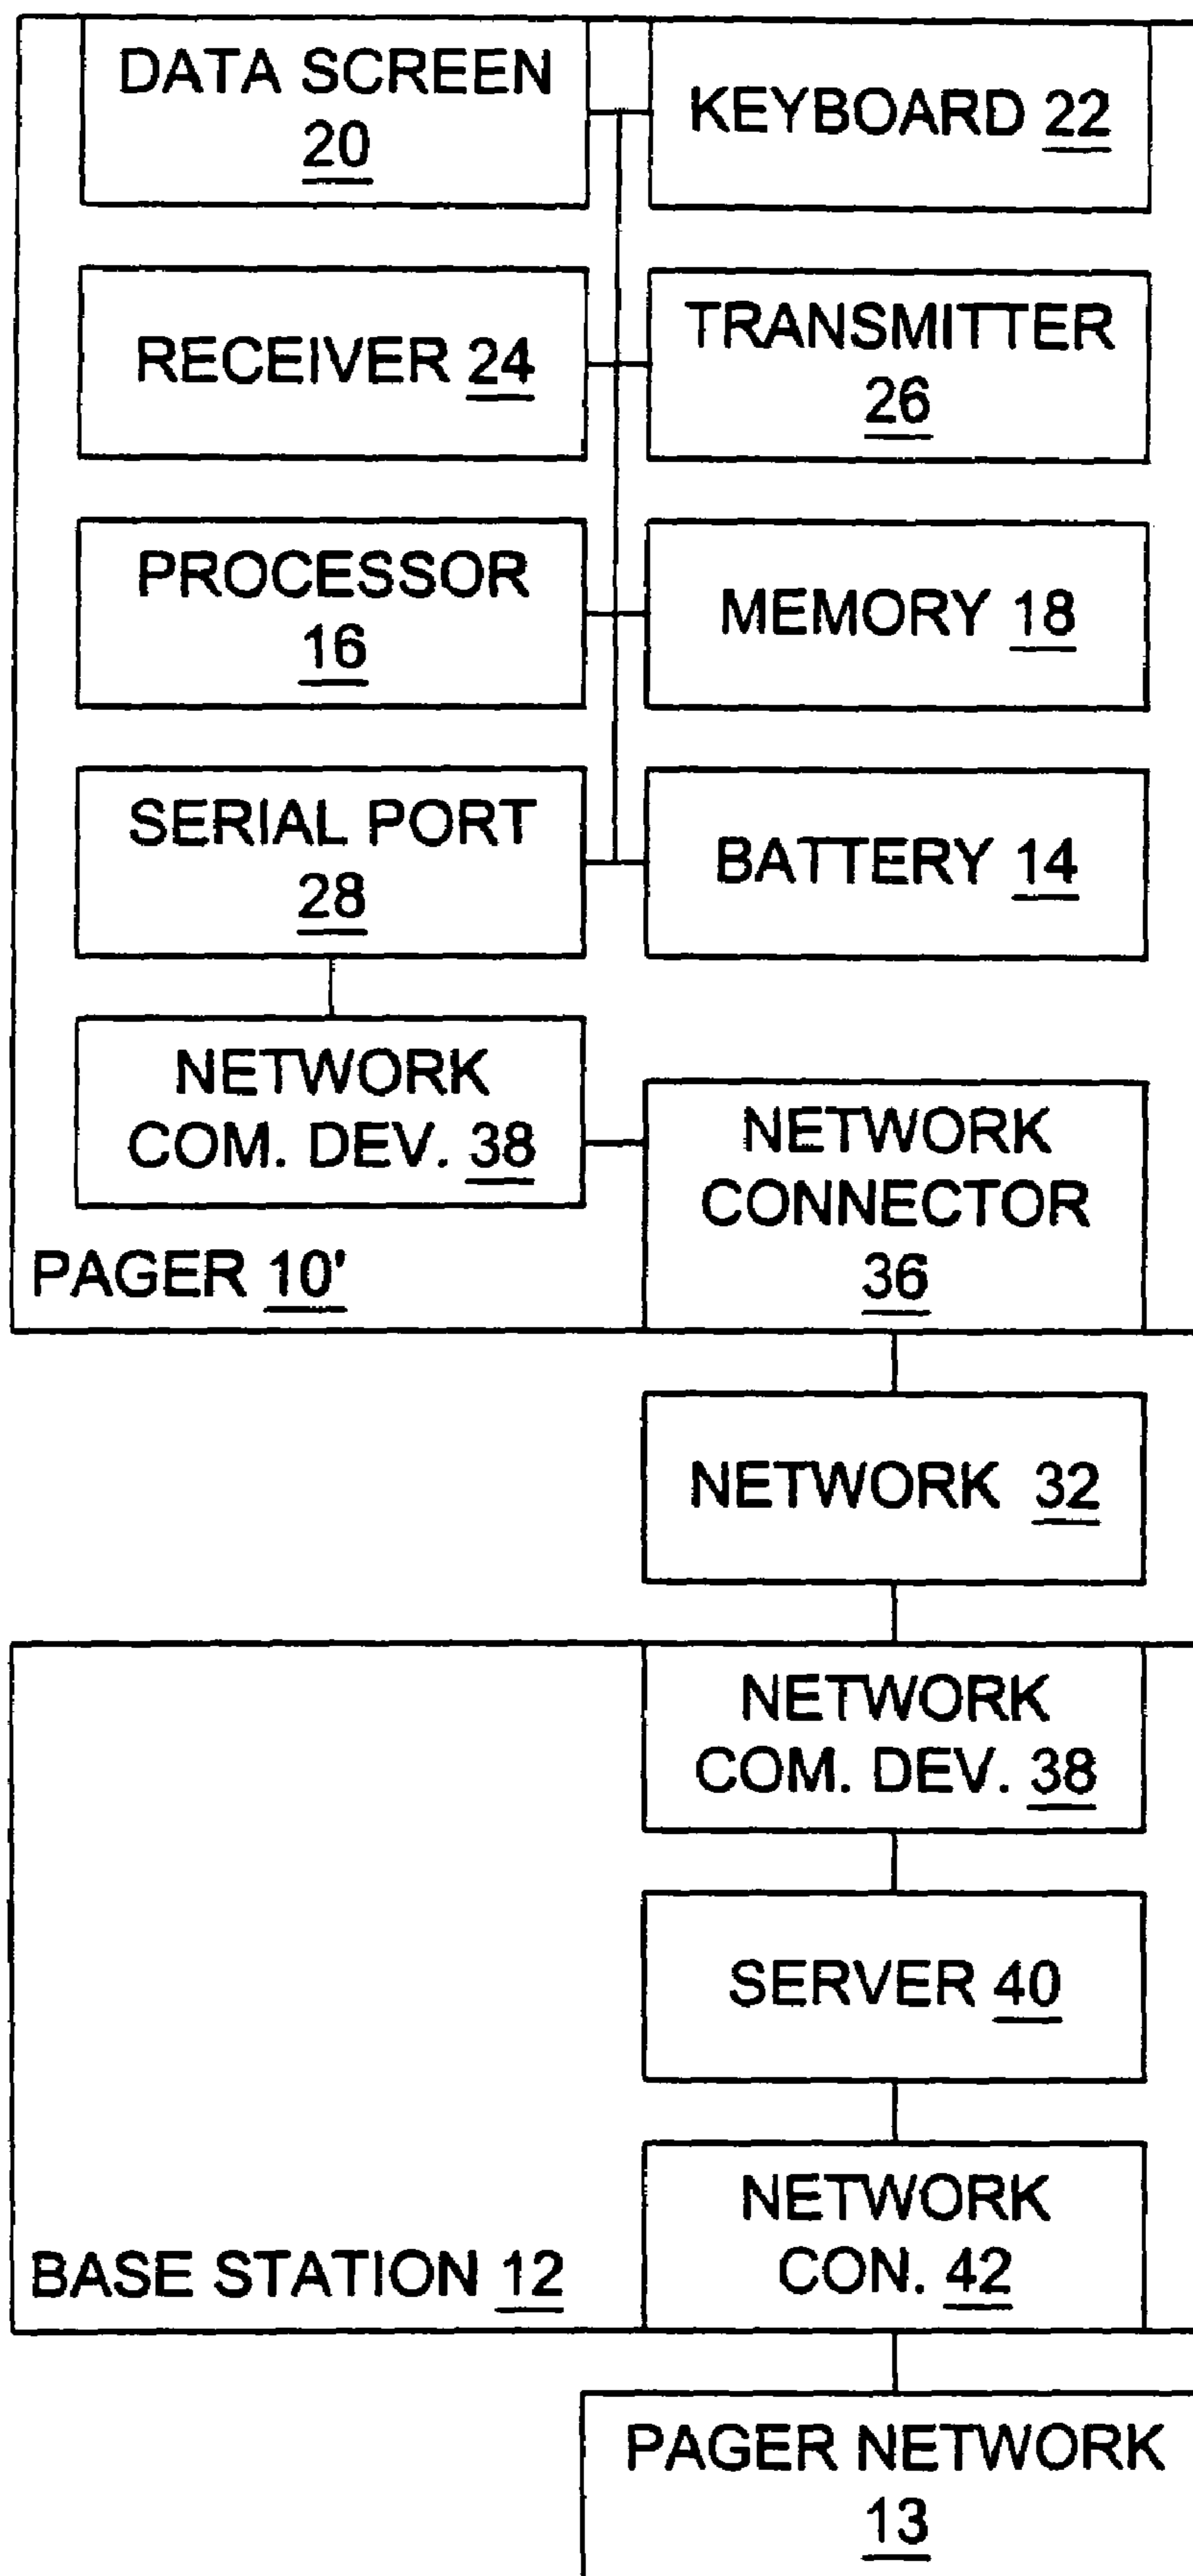 DATA SCREEN
20
KEYBOARD 22
RECEIVER 24
TRANSMITTER
26
PROCESSOR
16
MEMORY 18
SERIAL PORT
28
BATTERY 14
NETWORK
COM. DEV. 38
NETWORK
CONNECTOR
36
PAGER 10'
NETWORK 32
NETWORK
COM. DEV. 38
SERVER 40
NETWORK
CON. 42
BASE STATION 12
PAGER NETWORK
13